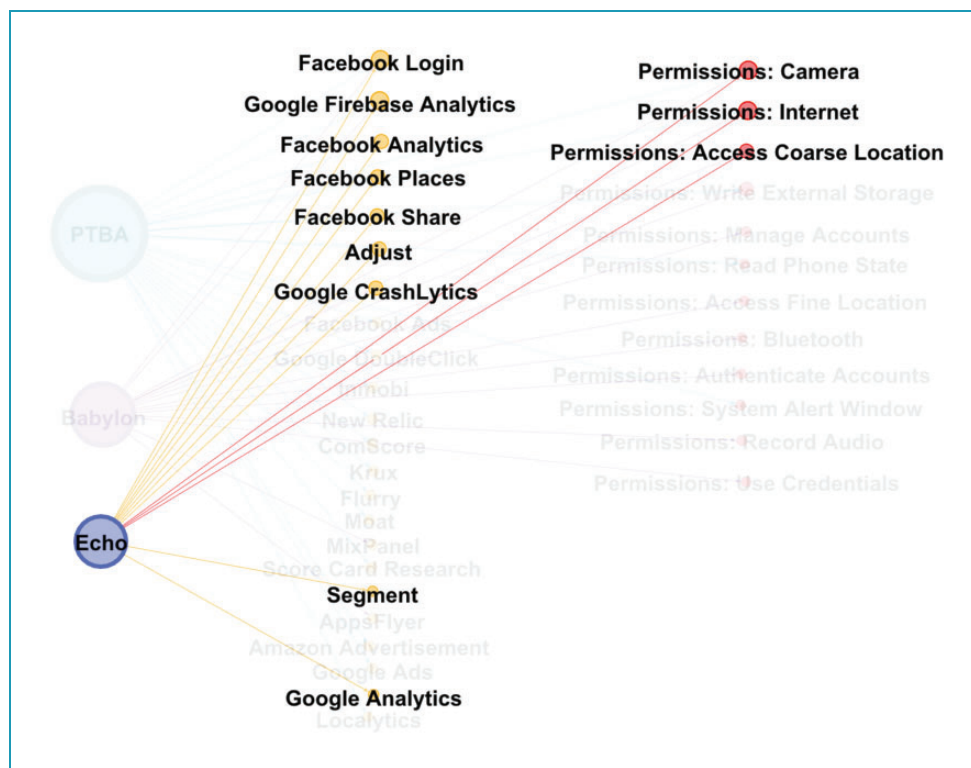 Facebook Login
Google Firebase Analytics
Facebook Analytics
Facebook Places
Facebook Share
Adjust
Google CrashLytics
Facebook Ads
Google DoubleClick
Inmobi
New Relic
ComScore
Krux
Flurry
Moat
MixPanel
Score Card Research
Segment
AppsFlyer
Amazon Advertisement
Google Ads
Google Analytics
Localytics
PTBA
Babylon
Echo
Permissions: Camera
Permissions: Internet
Permissions: Access Coarse Location
Permissions: Write External Storage
Permissions: Manage Accounts
Permissions: Read Phone State
Permissions: Access Fine Location
Permissions: Bluetooth
Permissions: Authenticate Accounts
Permissions: System Alert Window
Permissions: Record Audio
Permissions: Use Credentials